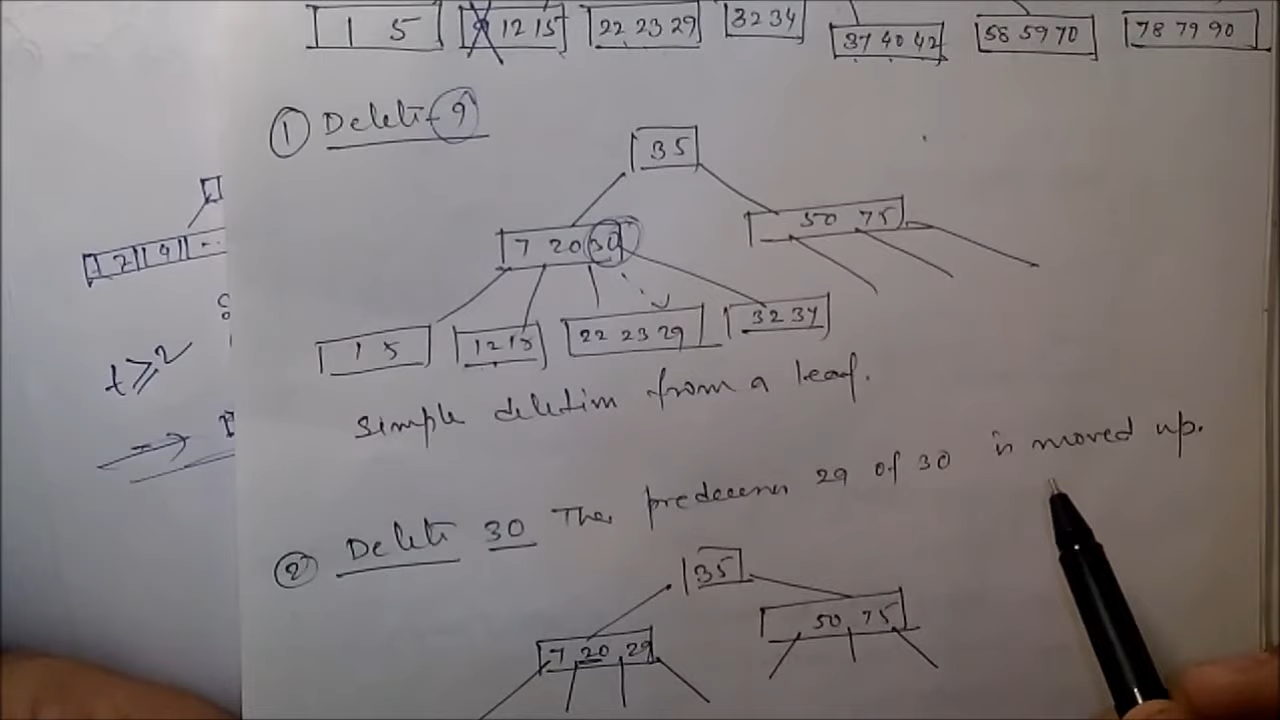 1 5 9 12 15 22 23 29 32 34 37 40 42 58 59 70 78 79 90
① Delete 9
35
7 20 30 50 75
1 5 12 15 22 23 29 32 34
Simple deletion from a leaf.
t≥2
② Delete 30 The predecessor 29 of 30 is moved up.
35
50 75
7 20 29